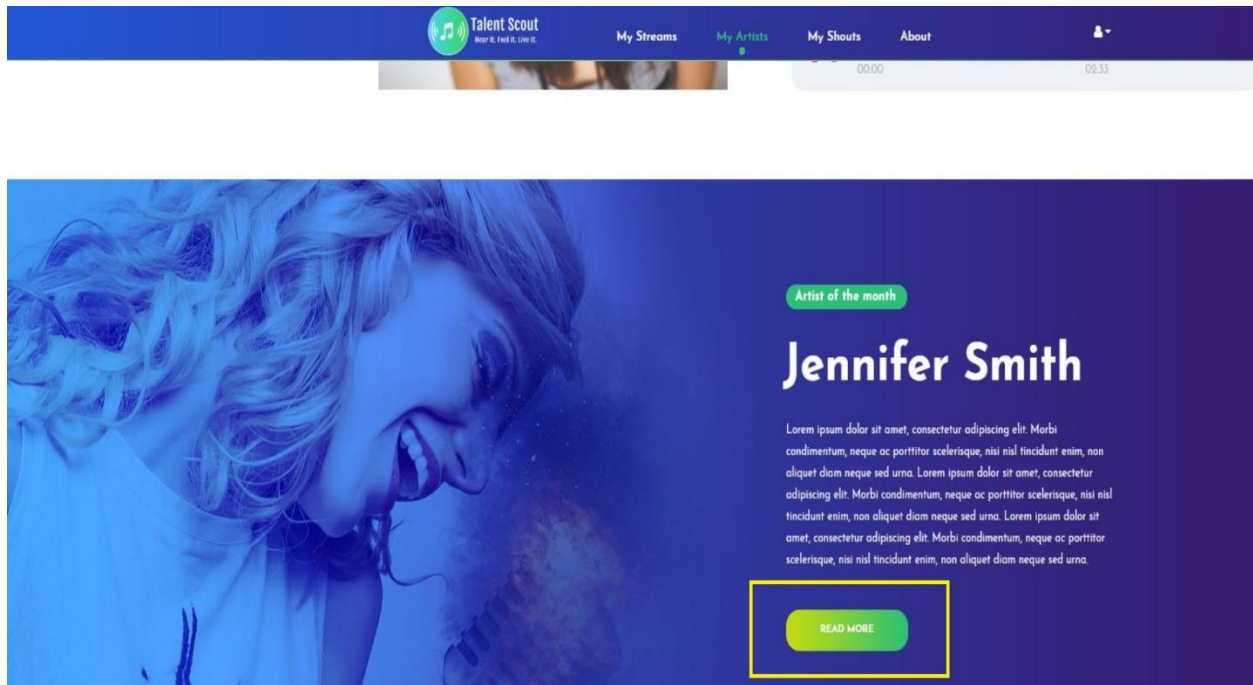 Talent Scout
Hear it. Feel it. Live it.
My Streams
My Artists
My Shouts
About
00:00
02:33
Artist of the month
Jennifer Smith
Lorem ipsum dolor sit amet, consectetur adipiscing elit. Morbi
condimentum, neque ac porttitor scelerisque, nisi nisl tincidunt enim, non
aliquet diam neque sed urna. Lorem ipsum dolor sit amet, consectetur
adipiscing elit. Morbi condimentum, neque ac porttitor scelerisque, nisi nisl
tincidunt enim, non aliquet diam neque sed urna. Lorem ipsum dolor sit
amet, consectetur adipiscing elit. Morbi condimentum, neque ac porttitor
scelerisque, nisi nisl tincidunt enim, non aliquet diam neque sed urna.
READ MORE